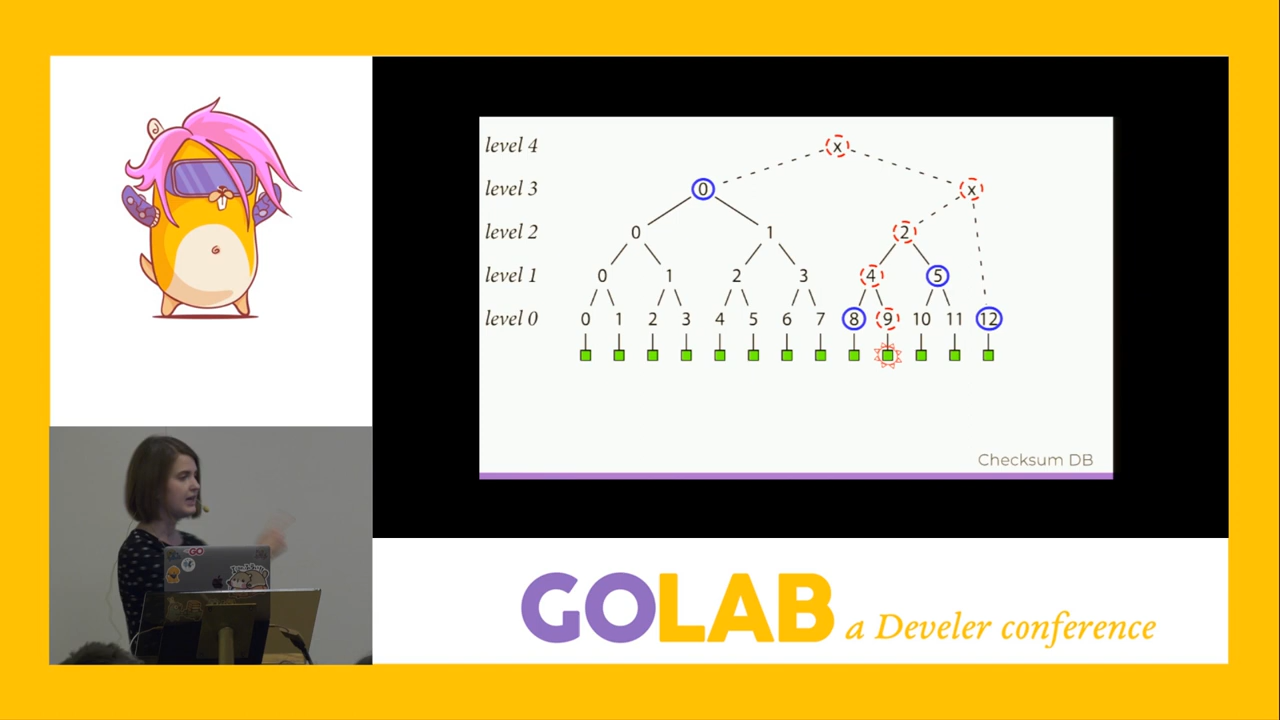 level 4 x
level 3 0 x
level 2 0 1 2
level 1 0 1 2 3 4 5
level 0 0 1 2 3 4 5 6 7 8 9 10 11 12
Checksum DB
GO
GOLAB a Develer conference